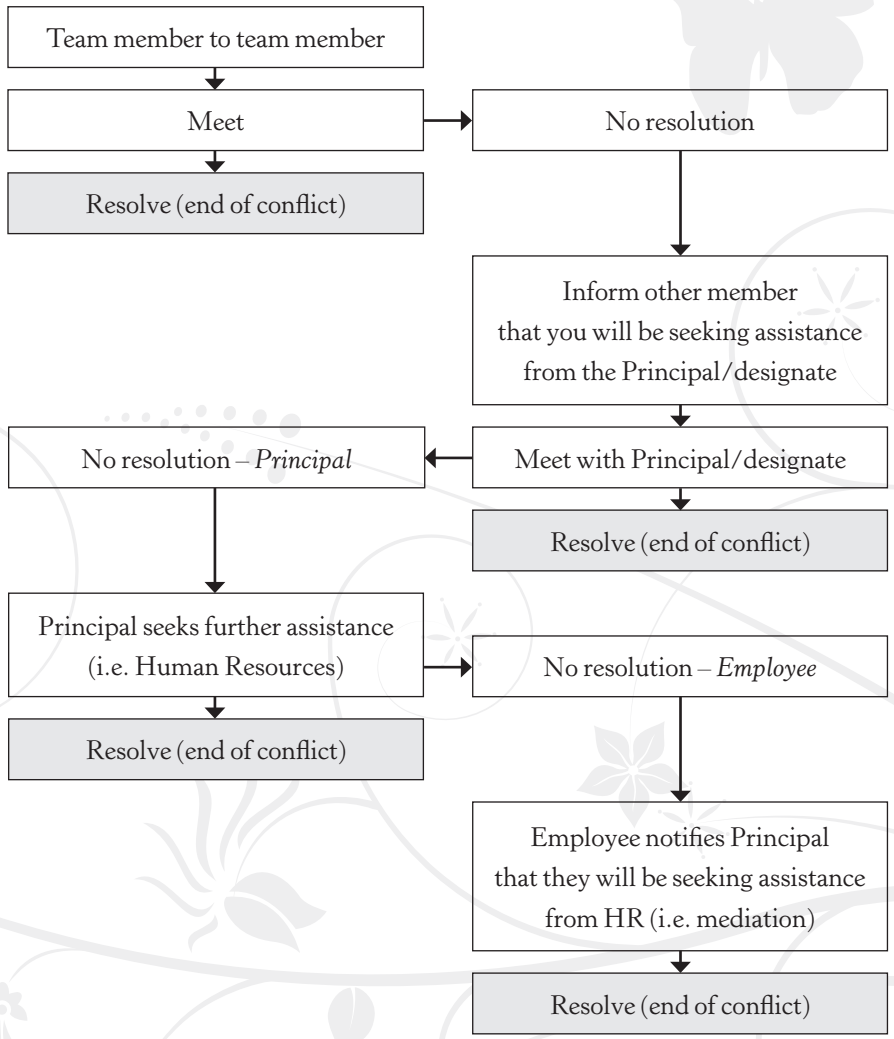 Team member to team member
Meet
No resolution
Resolve (end of conflict)
Inform other member
that you will be seeking assistance
from the Principal/designate
No resolution – Principal
Meet with Principal/designate
Resolve (end of conflict)
Principal seeks further assistance
(i.e. Human Resources)
No resolution – Employee
Resolve (end of conflict)
Employee notifies Principal
that they will be seeking assistance
from HR (i.e. mediation)
Resolve (end of conflict)